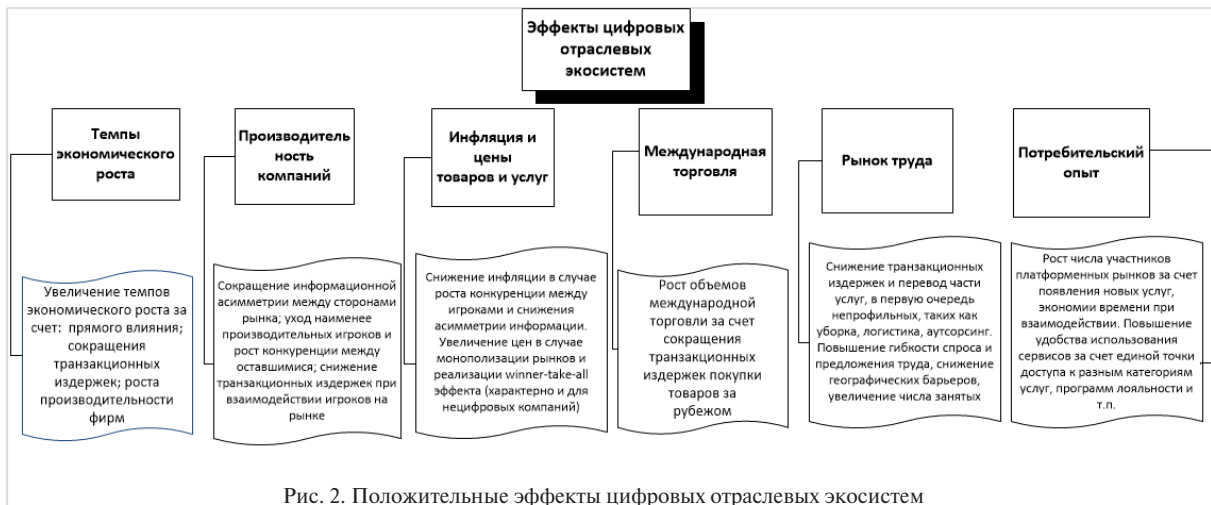 Эффекты цифровых
отраслевых
экосистем
Темпы
экономического
роста
Производитель
ность
компаний
Инфляция и
цены
товаров и услуг
Международная
торговля
Рынок труда
Потребительский
опыт
Увеличение темпов
экономического роста за
счет: прямого влияния;
сокращения
транзакционных
издержек; роста
производительности
фирм
Сокращение информационной
асимметрии между сторонами
рынка; уход наименее
производительных игроков и
рост конкуренции между
оставшимися; снижение
транзакционных издержек при
взаимодействии игроков на
рынке
Снижение инфляции в случае
роста конкуренции между
игроками и снижения
асимметрии информации.
Увеличение цен в случае
монополизации рынков и
реализации winner-take-all
эффекта (характерно и для
нецифровых компаний)
Рост объемов
международной
торговли за счет
сокращения
транзакционных
издержек покупки
товаров за
рубежом
Снижение транзакционных
издержек и перевод части
услуг, в первую очередь
непрофильных, таких как
уборка, логистика, аутсорсинг.
Повышение гибкости спроса и
предложения труда, снижение
географических барьеров,
увеличение числа занятых
Рост числа участников
платформенных рынков за счет
появления новых услуг,
экономии времени при
взаимодействии. Повышение
удобства использования
сервисов за счет единой точки
доступа к разным категориям
услуг, программ лояльности и
т.п.
Рис. 2. Положительные эффекты цифровых отраслевых экосистем